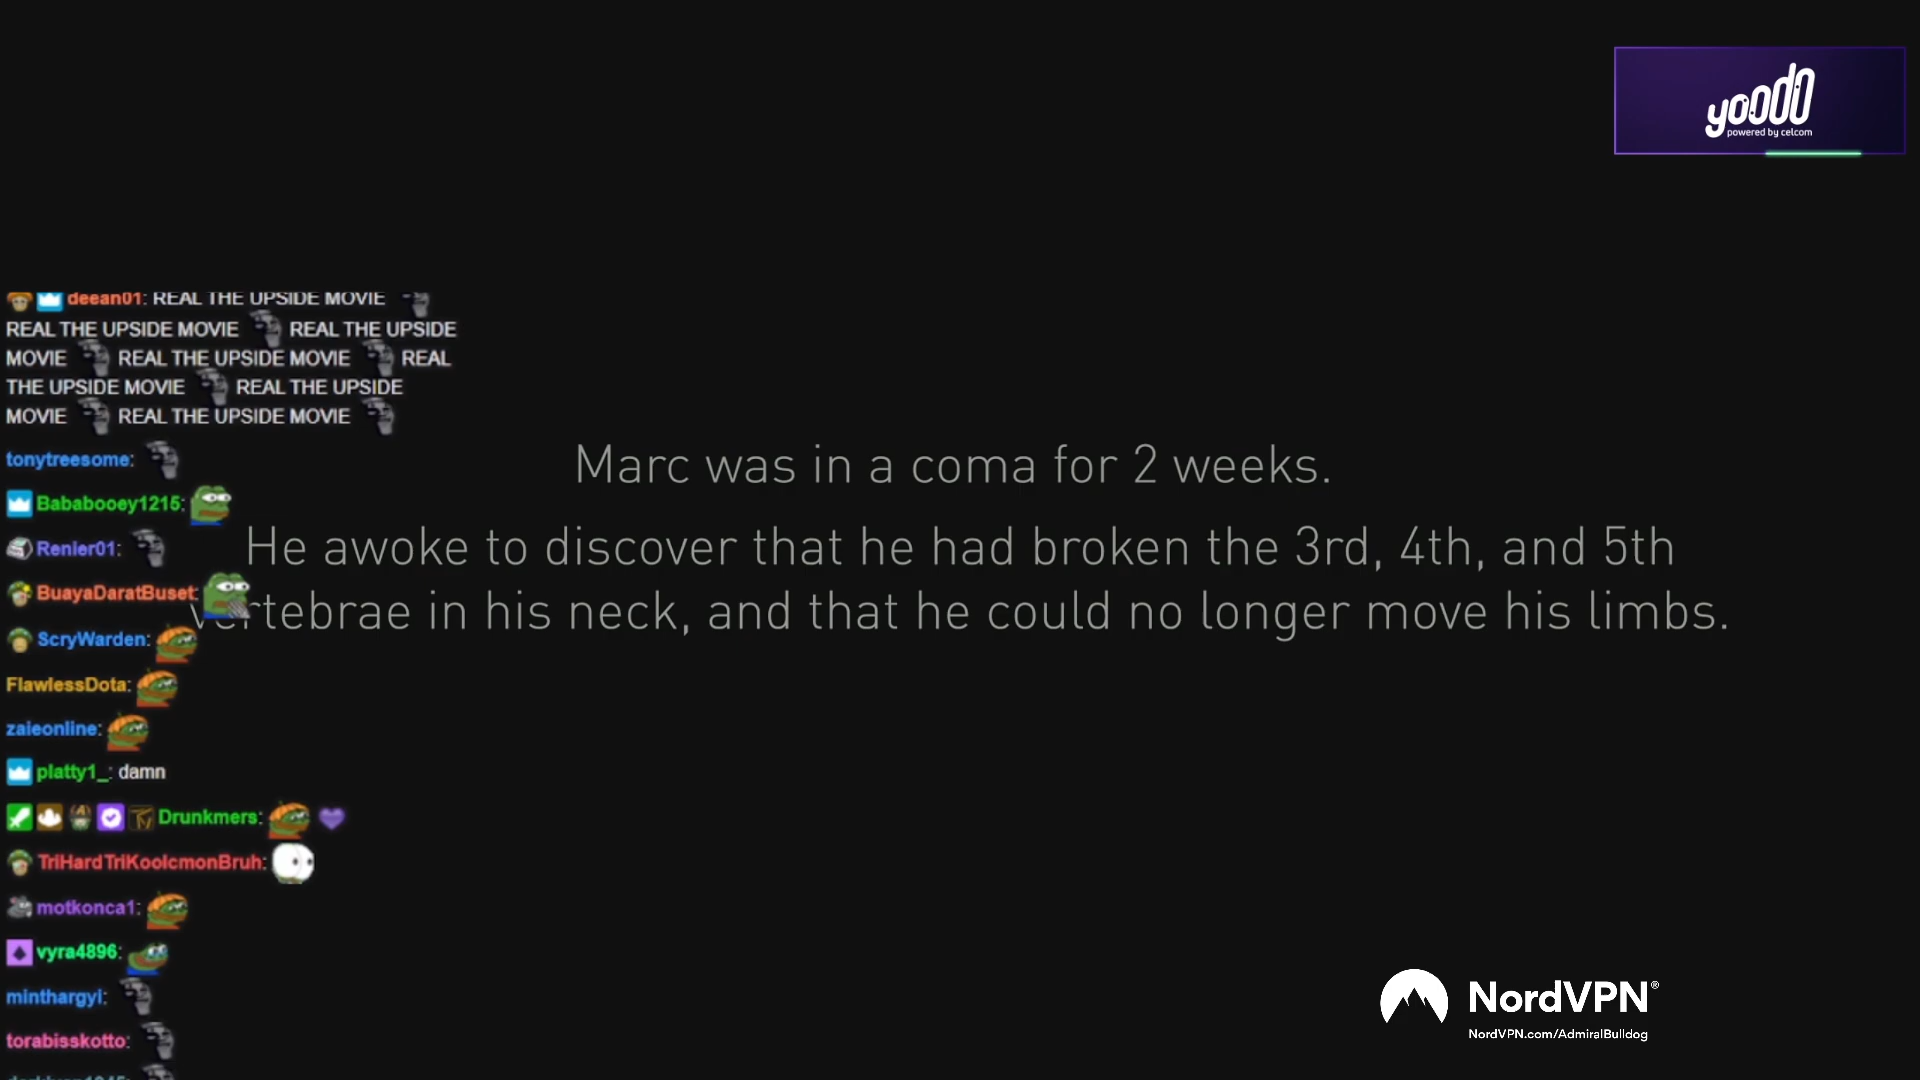 yoodo
powered by celcom
deean01: REAL THE UPSIDE MOVIE
REAL THE UPSIDE MOVIE REAL THE UPSIDE
MOVIE REAL THE UPSIDE MOVIE REAL
THE UPSIDE MOVIE REAL THE UPSIDE
MOVIE REAL THE UPSIDE MOVIE
tonytreesome:
Bababooey1215:
Renier01:
BuayaDaratBuset:
ScryWarden:
FlawlessDota:
zaieonline:
platty1_: damn
Drunkmers:
TriHardTriKoolcmonBruh:
motkonca1:
vyra4896:
minthargyi:
torabisskotto:
Marc was in a coma for 2 weeks.
He awoke to discover that he had broken the 3rd, 4th, and 5th
vertebrae in his neck, and that he could no longer move his limbs.
NordVPN®
NordVPN.com/AdmiralBulldog